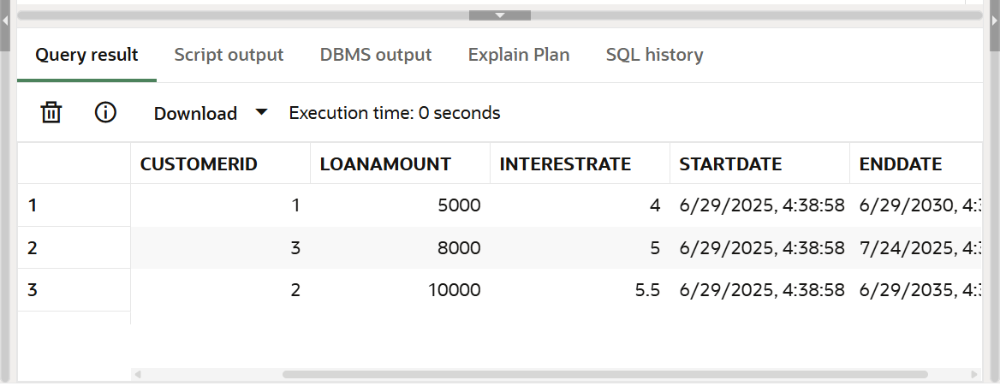 Query result Script output DBMS output Explain Plan SQL history
Download Execution time: 0 seconds
CUSTOMERID LOANAMOUNT INTERESTRATE STARTDATE ENDDATE
1 1 5000 4 6/29/2025, 4:38:58 6/29/2030, 4:3
2 3 8000 5 6/29/2025, 4:38:58 7/24/2025, 4:3
3 2 10000 5.5 6/29/2025, 4:38:58 6/29/2035, 4:3